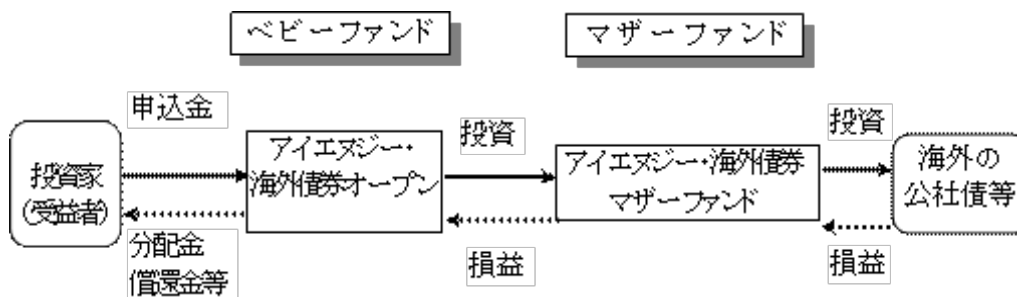 ベビーファンド
マザーファンド
申込金
投資家
(受益者)
分配金
償還金等
アイエヌジー・
海外債券オープン
投資
損益
アイエヌジー・海外債券
マザーファンド
投資
損益
海外の
公社債等